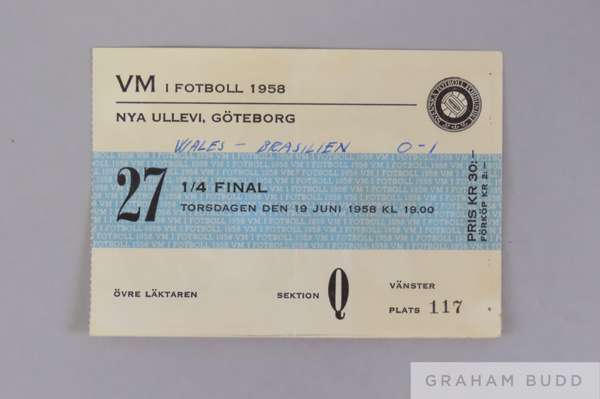 VM I FOTBOLL 1958
NYA ULLEVI, GÖTEBORG
WALES – BRASILIEN 0-1
27
1/4 FINAL
TORSDAGEN DEN 19 JUNI 1958 KL 19.00
PRIS KR 30:–
FÖRKÖP KR 2:–
ÖVRE LÄKTAREN
SEKTION Q
VÄNSTER
PLATS 117
GRAHAM BUDD